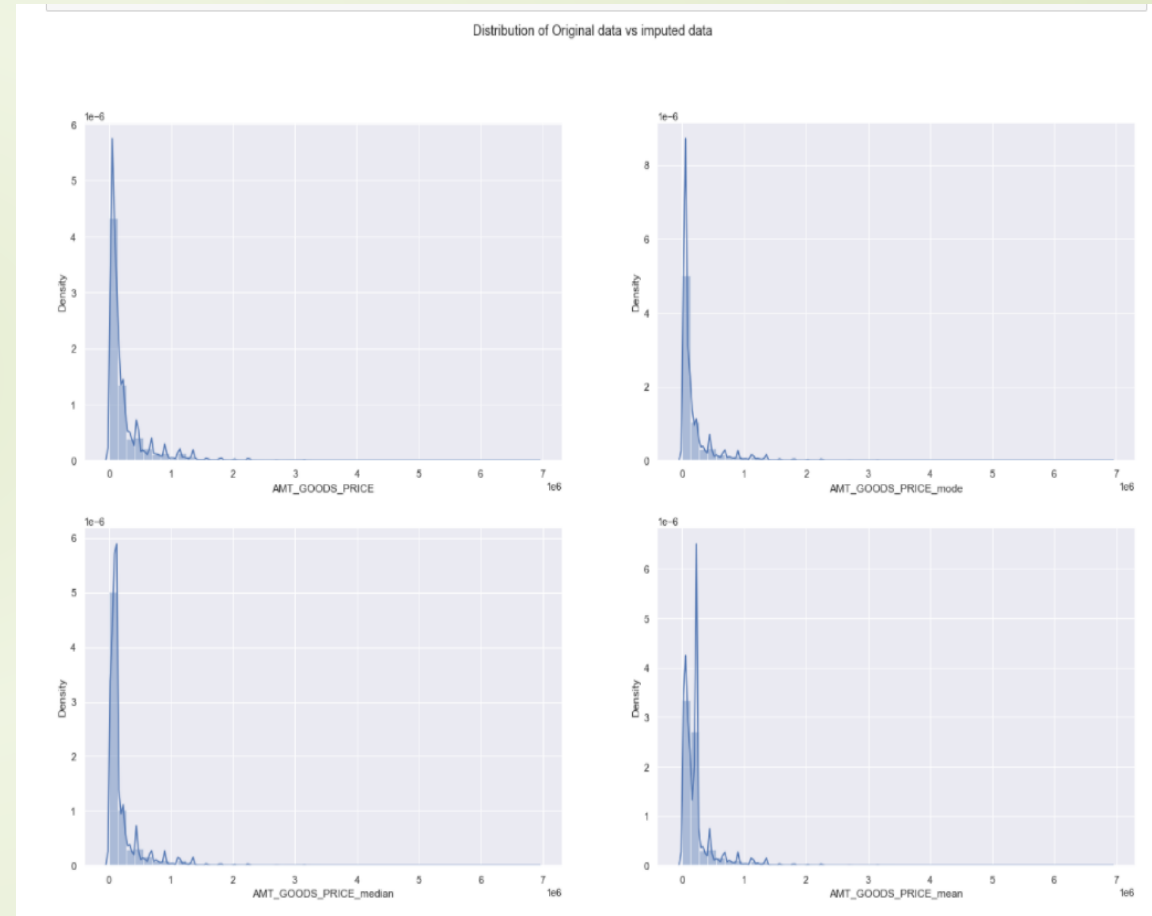 Distribution of Original data vs imputed data
1e−6
6
5
4
3
2
1
0
Density
0 1 2 3 4 5 6 7
1e6
AMT_GOODS_PRICE
1e−6
8
6
4
2
0
Density
0 1 2 3 4 5 6 7
1e6
AMT_GOODS_PRICE_mode
1e−6
6
5
4
3
2
1
0
Density
0 1 2 3 4 5 6 7
1e6
AMT_GOODS_PRICE_median
1e−6
6
5
4
3
2
1
0
Density
0 1 2 3 4 5 6 7
1e6
AMT_GOODS_PRICE_mean